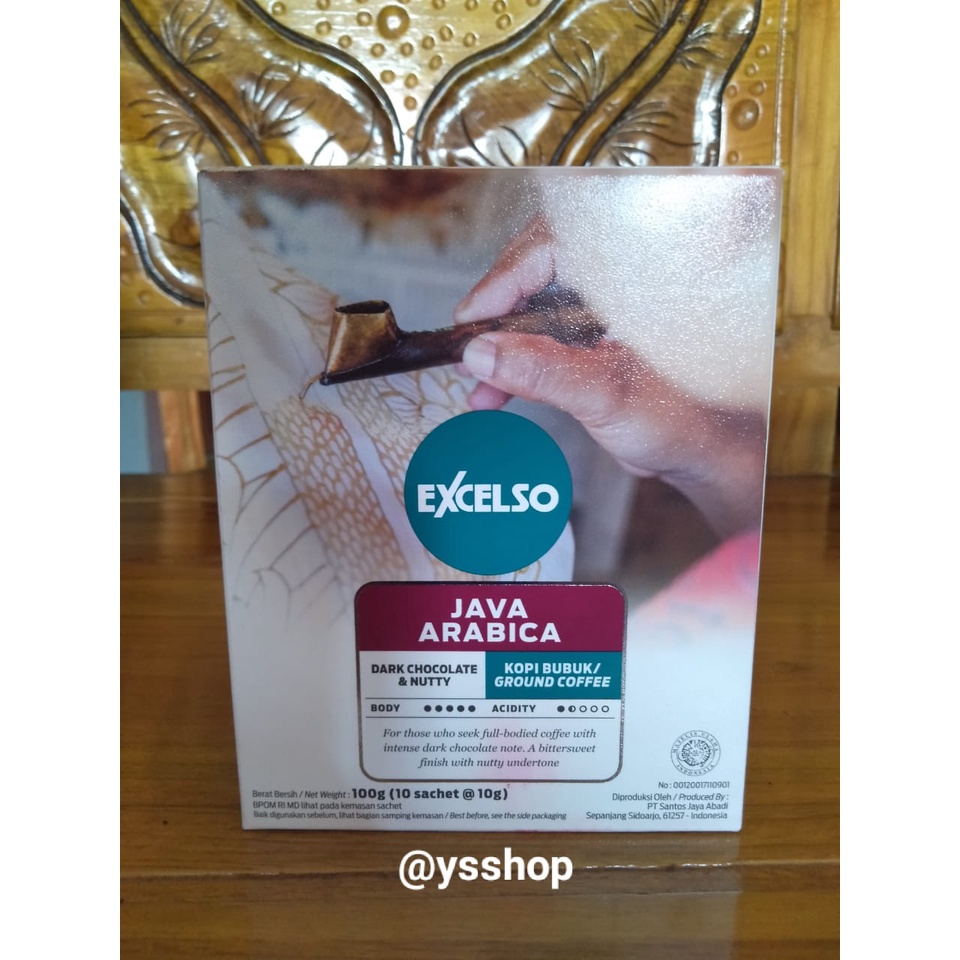 EXCELSO
JAVA
ARABICA
DARK CHOCOLATE
& NUTTY
KOPI BUBUK/
GROUND COFFEE
BODY
ACIDITY
For those who seek full-bodied coffee with
intense dark chocolate note. A bittersweet
finish with nutty undertone
MAJELIS ULAMA
INDONESIA
No : 00120017110901
Berat Bersih / Net Weight : 100g (10 sachet @ 10g)
BPOM RI MD lihat pada kemasan sachet
Baik digunakan sebelum, lihat bagian samping kemasan / Best before, see the side packaging
Diproduksi Oleh / Produced By :
PT Santos Jaya Abadi
Sepanjang Sidoarjo, 61257 - Indonesia
@ysshop